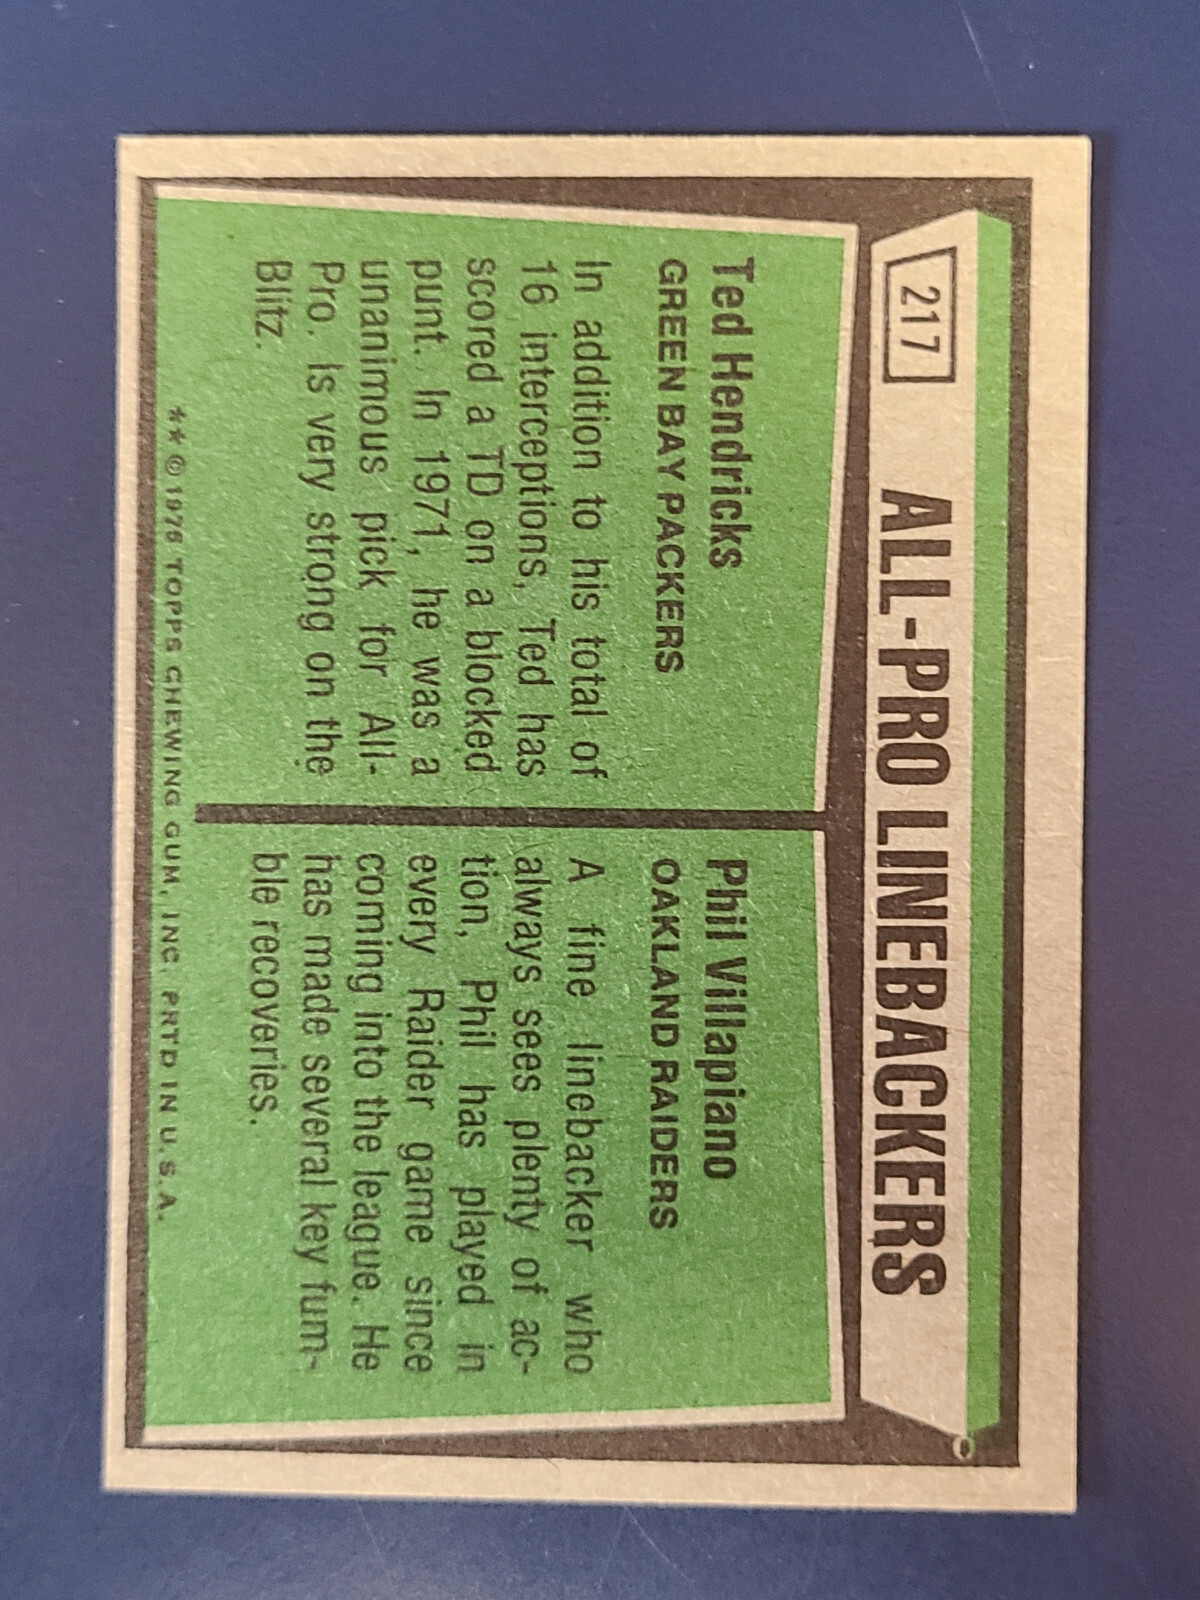 217
ALL-PRO LINEBACKERS
Ted Hendricks
GREEN BAY PACKERS
In addition to his total of
16 interceptions, Ted has
scored a TD on a blocked
punt. In 1971, he was a
unanimous pick for All-
Pro. Is very strong on the
Blitz.
Phil Villapiano
OAKLAND RAIDERS
A fine linebacker who
always sees plenty of ac-
tion, Phil has played in
every Raider game since
coming into the league. He
has made several key fum-
ble recoveries.
**© 1975 TOPPS CHEWING GUM, INC. PRTD IN U.S.A.